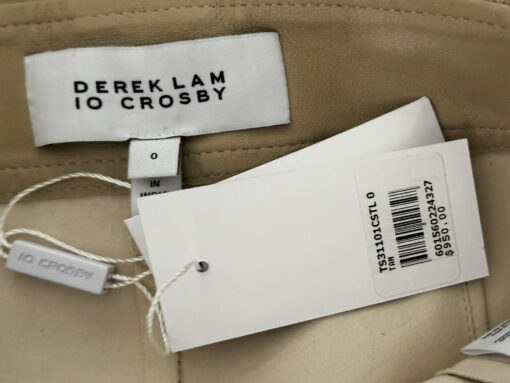 DEREK LAM
10 CROSBY
0
IN
10 CROSBY
TS31101CSTL 0
TAN
601560224327
$950.00